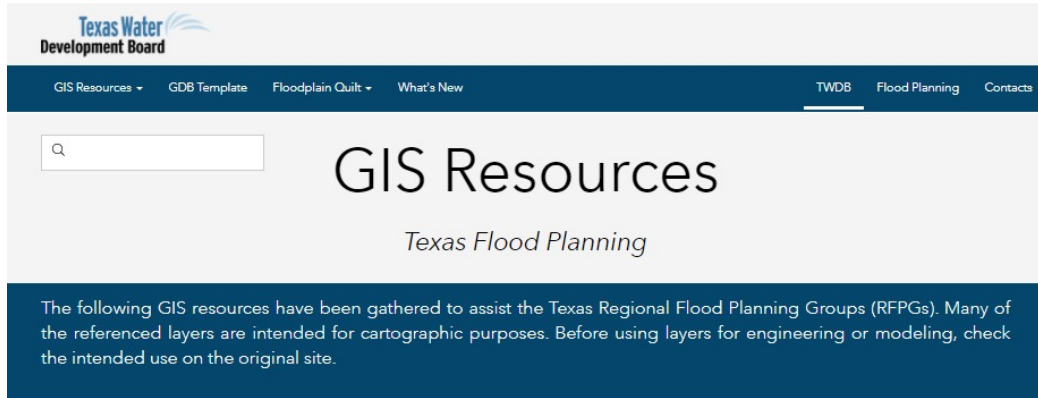 Texas Water
Development Board
GIS Resources GDB Template Floodplain Quilt What's New TWDB Flood Planning Contacts
GIS Resources
Texas Flood Planning
The following GIS resources have been gathered to assist the Texas Regional Flood Planning Groups (RFPGs). Many of
the referenced layers are intended for cartographic purposes. Before using layers for engineering or modeling, check
the intended use on the original site.